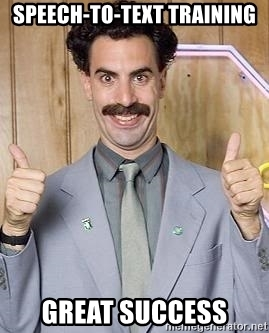 SPEECH-TO-TEXT TRAINING
GREAT SUCCESS
memegenerator.net